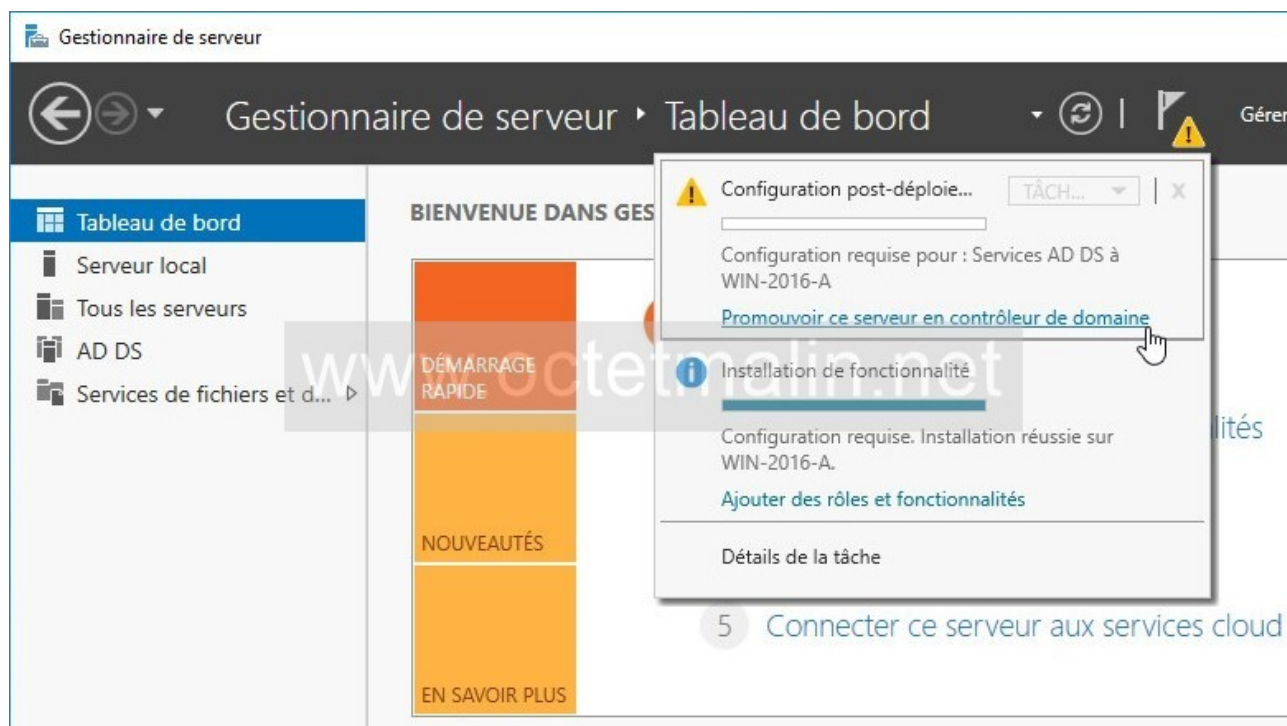 Gestionnaire de serveur
Gestionnaire de serveur ‣ Tableau de bord
Gérer
Tableau de bord
Serveur local
Tous les serveurs
AD DS
Services de fichiers et d...
BIENVENUE DANS GES
DÉMARRAGE
RAPIDE
NOUVEAUTÉS
EN SAVOIR PLUS
Configuration post-déploie...
TÂCH...
X
Configuration requise pour : Services AD DS à
WIN-2016-A
Promouvoir ce serveur en contrôleur de domaine
Installation de fonctionnalité
Configuration requise. Installation réussie sur
WIN-2016-A.
Ajouter des rôles et fonctionnalités
Détails de la tâche
lités
5 Connecter ce serveur aux services cloud
www.octetmalin.net